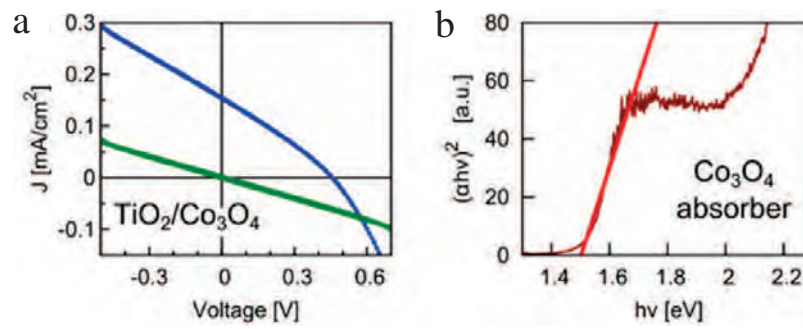 a
J [mA/cm²]
0.3
0.2
0.1
0
-0.1
TiO₂/Co₃O₄
-0.3
0
0.3
0.6
Voltage [V]
b
(αhν)² [a.u.]
80
60
40
20
0
Co₃O₄
absorber
1.4
1.6
1.8
2
2.2
hν [eV]